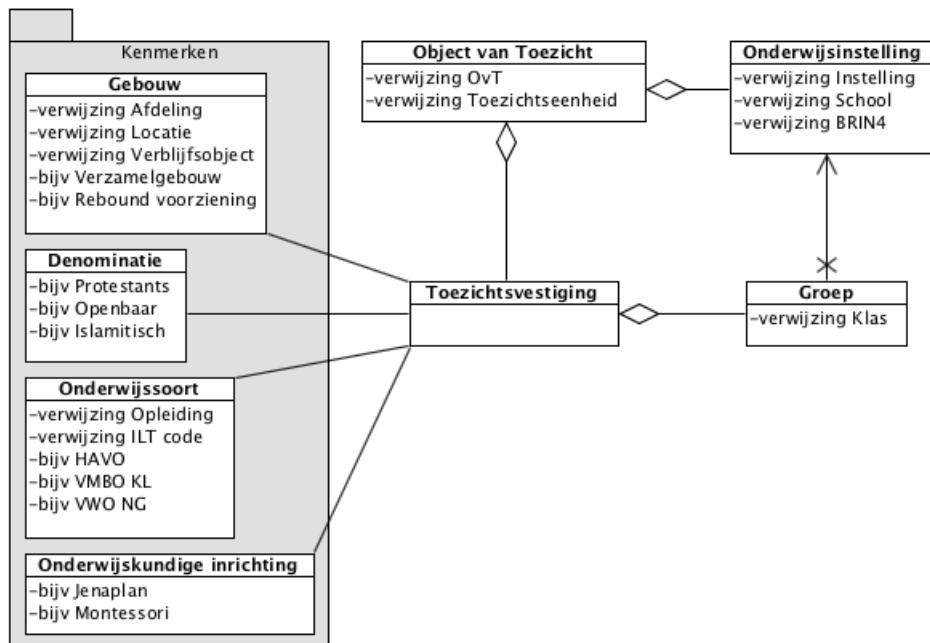 Kenmerken
Gebouw
-verwijzing Afdeling
-verwijzing Locatie
-verwijzing Verblijfsobject
-bijv Verzamelgebouw
-bijv Rebound voorziening
Denominatie
-bijv Protestants
-bijv Openbaar
-bijv Islamitisch
Onderwijssoort
-verwijzing Opleiding
-verwijzing ILT code
-bijv HAVO
-bijv VMBO KL
-bijv VWO NG
Onderwijskundige inrichting
-bijv Jenaplan
-bijv Montessori
Object van Toezicht
-verwijzing OvT
-verwijzing Toezichtseenheid
Onderwijsinstelling
-verwijzing Instelling
-verwijzing School
-verwijzing BRIN4
Toezichtsvestiging
Groep
-verwijzing Klas